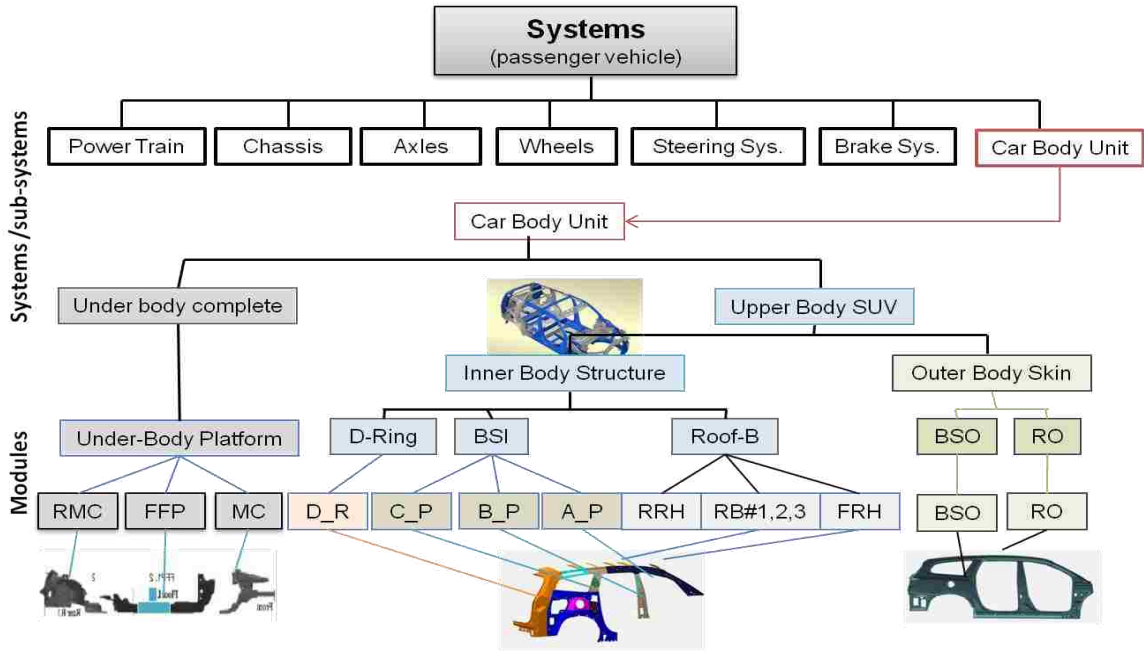 Systems
(passenger vehicle)
Power Train
Chassis
Axles
Wheels
Steering Sys.
Brake Sys.
Car Body Unit
Systems/sub-systems
Car Body Unit
Under body complete
Upper Body SUV
Inner Body Structure
Outer Body Skin
Modules
Under-Body Platform
D-Ring
BSI
Roof-B
BSO
RO
RMC
FFP
MC
D_R
C_P
B_P
A_P
RRH
RB#1,2,3
FRH
BSO
RO